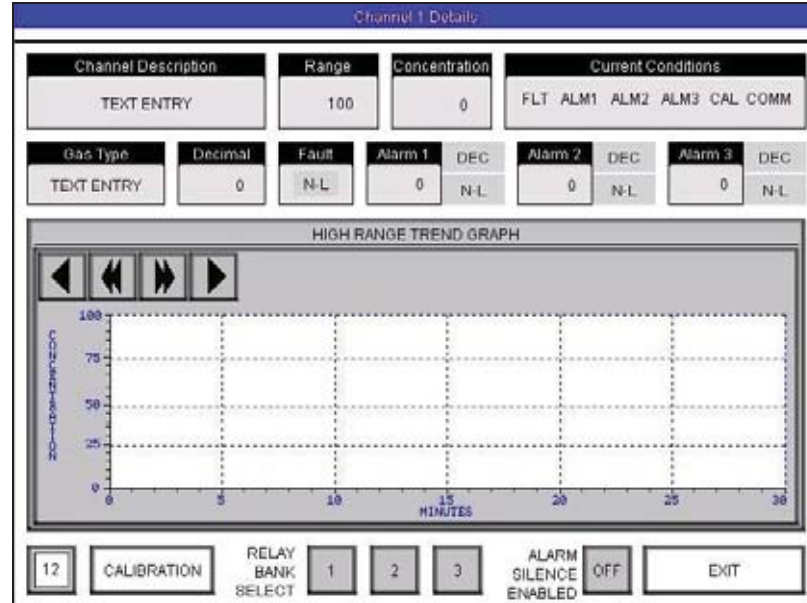 Channel 1 Details
Channel Description Range Concentration Current Conditions
TEXT ENTRY 100 0 FLT ALM1 ALM2 ALM3 CAL COMM
Gas Type Decimal Fault Alarm 1 DEC Alarm 2 DEC Alarm 3 DEC
TEXT ENTRY 0 N-L 0 N-L 0 N-L 0 N-L
HIGH RANGE TREND GRAPH
CONCENTRATION
100
75
50
25
0
0 5 10 15 20 25 30
MINUTES
12 CALIBRATION
RELAY
BANK
SELECT
1 2 3
ALARM
SILENCE
ENABLED
OFF EXIT